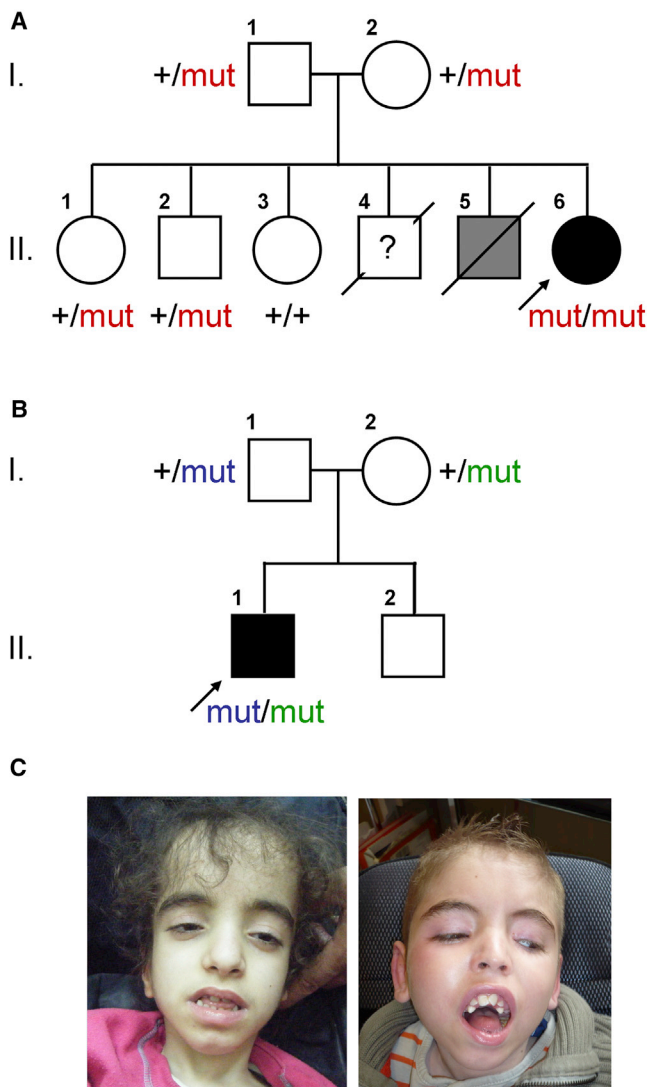 A
1 2
I. +/mut +/mut
1 2 3 4 5 6
II. ?
+/mut +/mut +/+ mut/mut
B
1 2
I. +/mut +/mut
1 2
II.
mut/mut
C